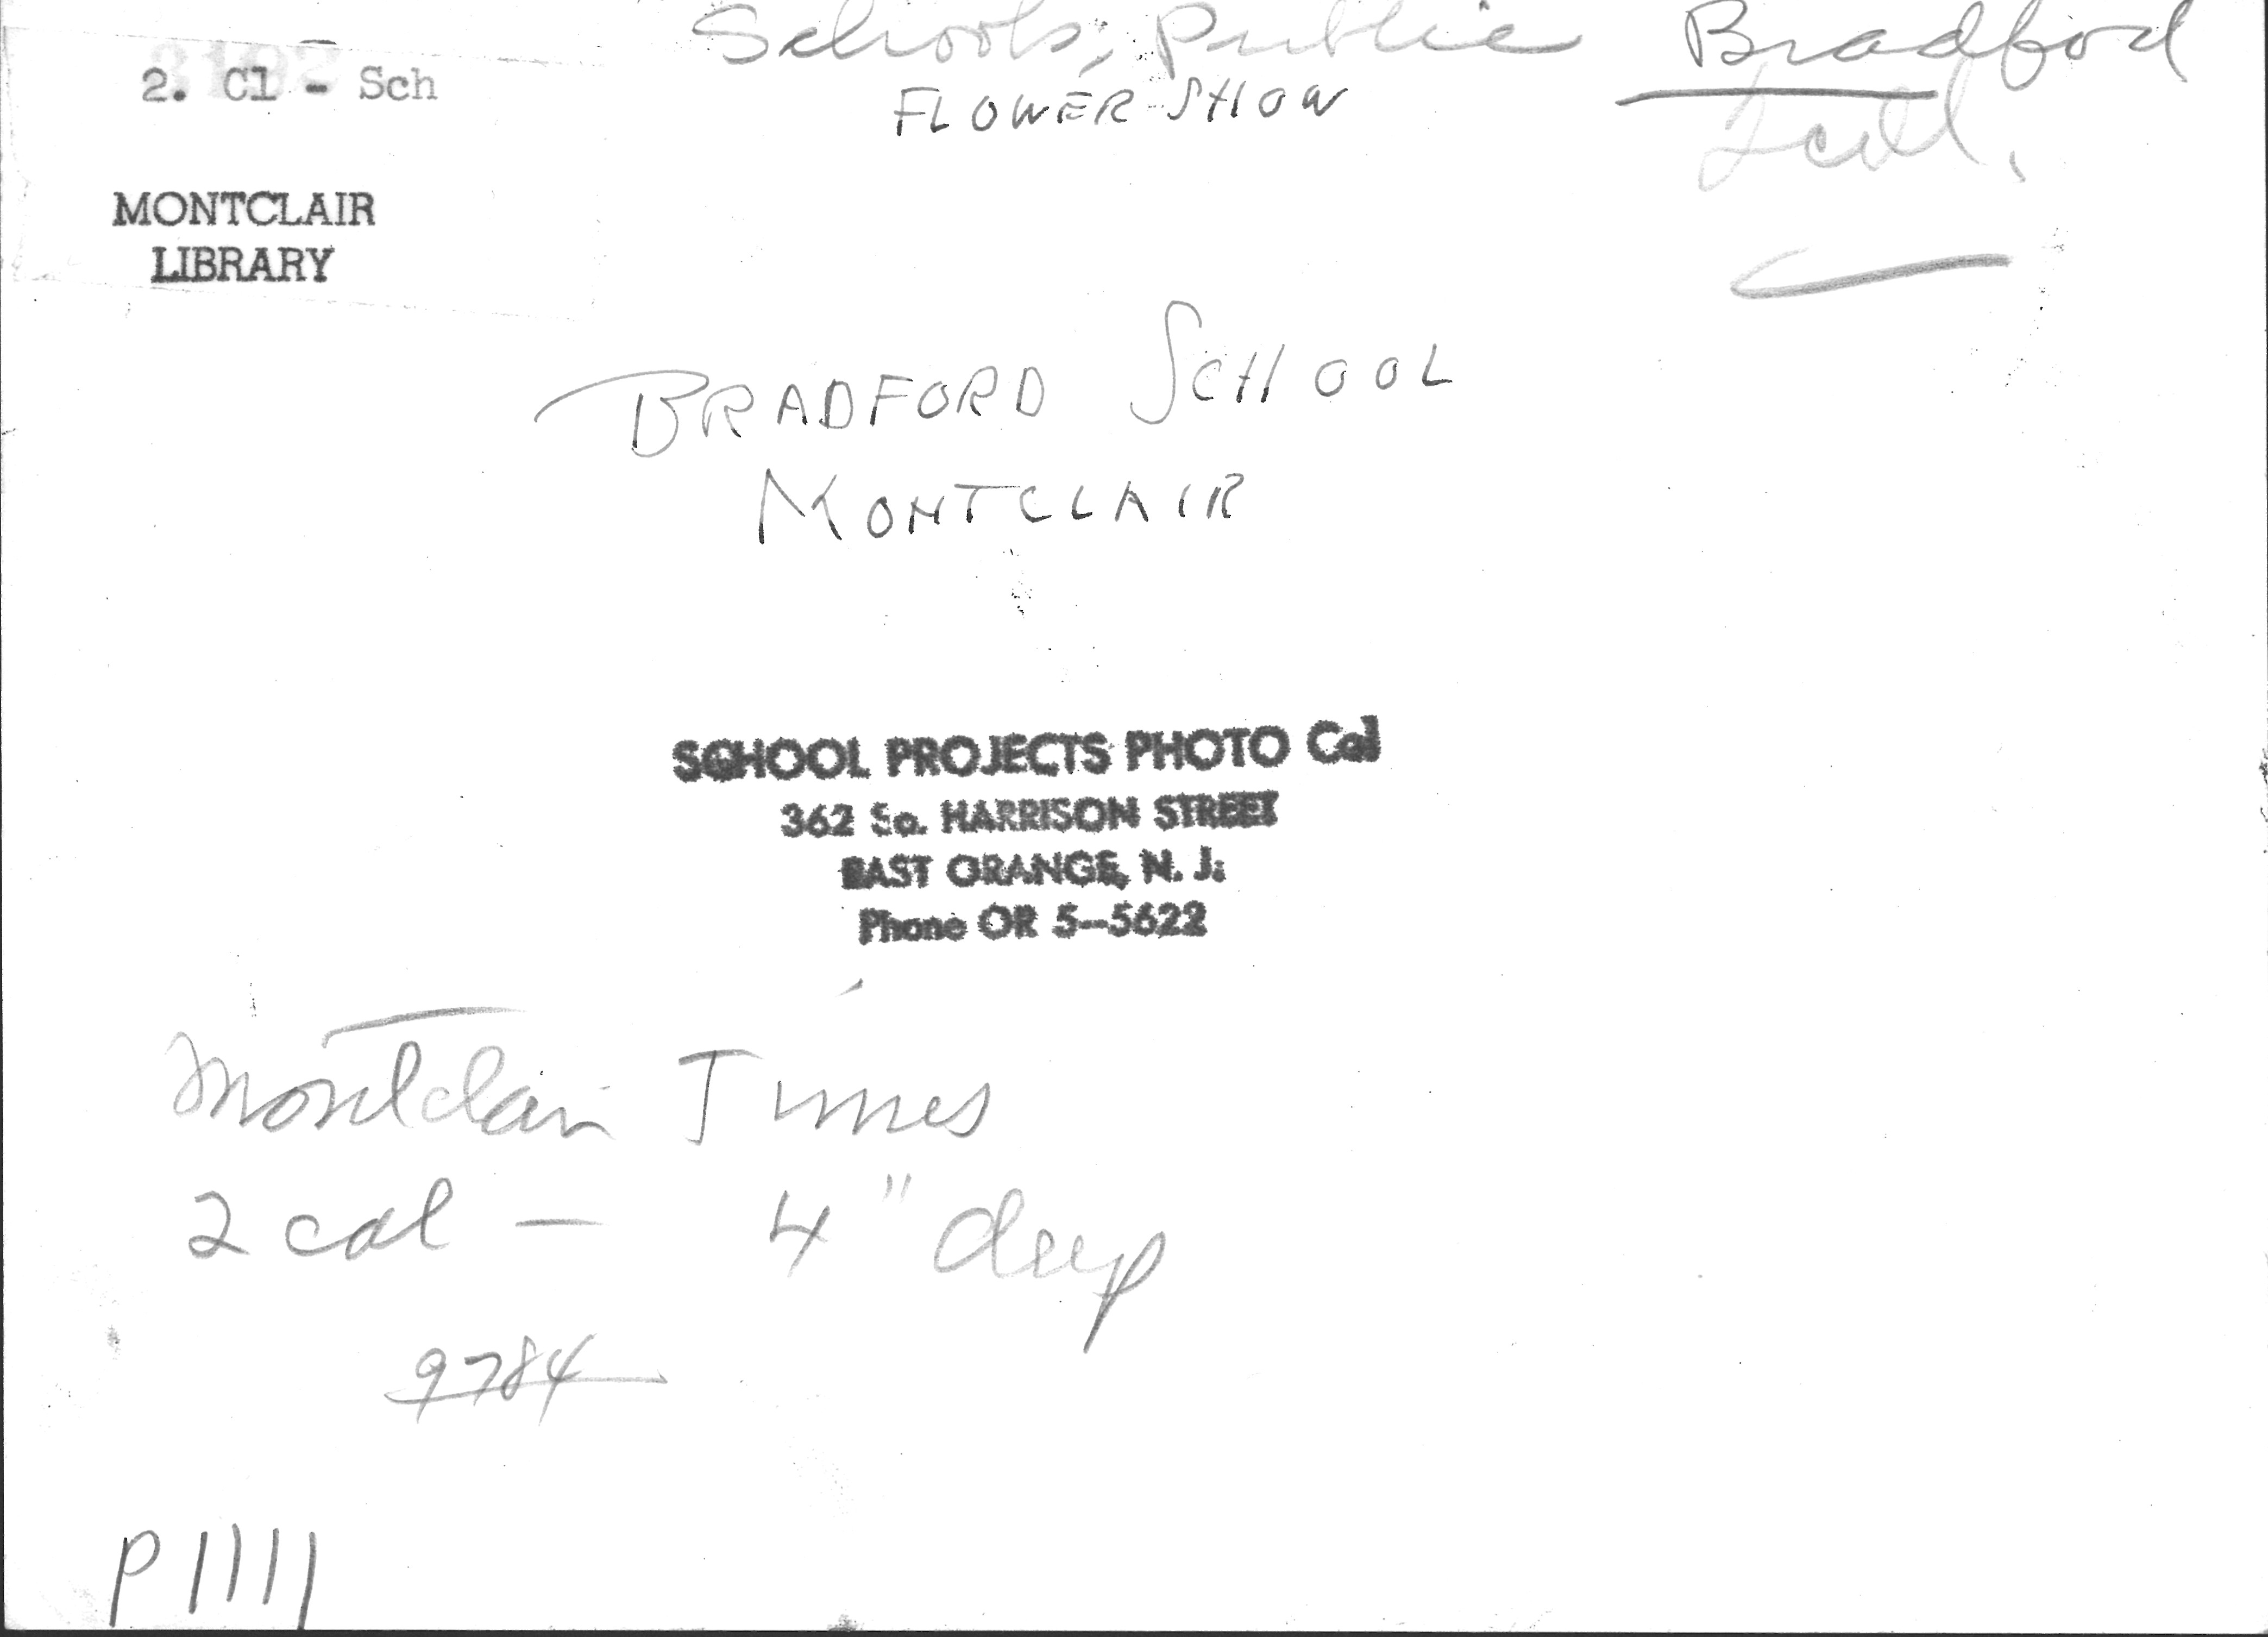 Schools, Public Bradford
2. Cl - Sch
FLOWER SHOW
MONTCLAIR
LIBRARY
BRADFORD SCHOOL
MONTCLAIR
SCHOOL PROJECTS PHOTO Cal
362 So. HARRISON STREET
EAST ORANGE, N. J.
Phone OR 5--5622
Montclair Times
2 col - 4" deep
9784
P1111